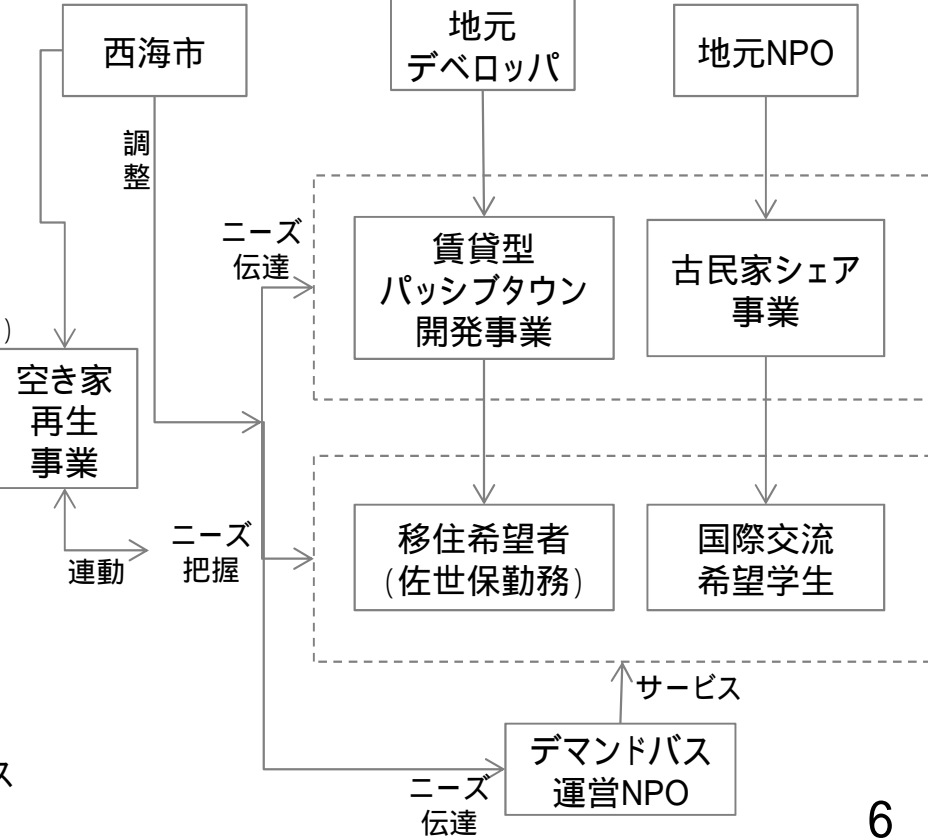 西海市
地元
デベロッパ
地元NPO
調
整
ニーズ
伝達
賃貸型
パッシブタウン
開発事業
古民家シェア
事業
)
空き家
再生
事業
連動
ニーズ
把握
移住希望者
(佐世保勤務)
国際交流
希望学生
サービス
デマンドバス
運営NPO
ニーズ
伝達
ス
6